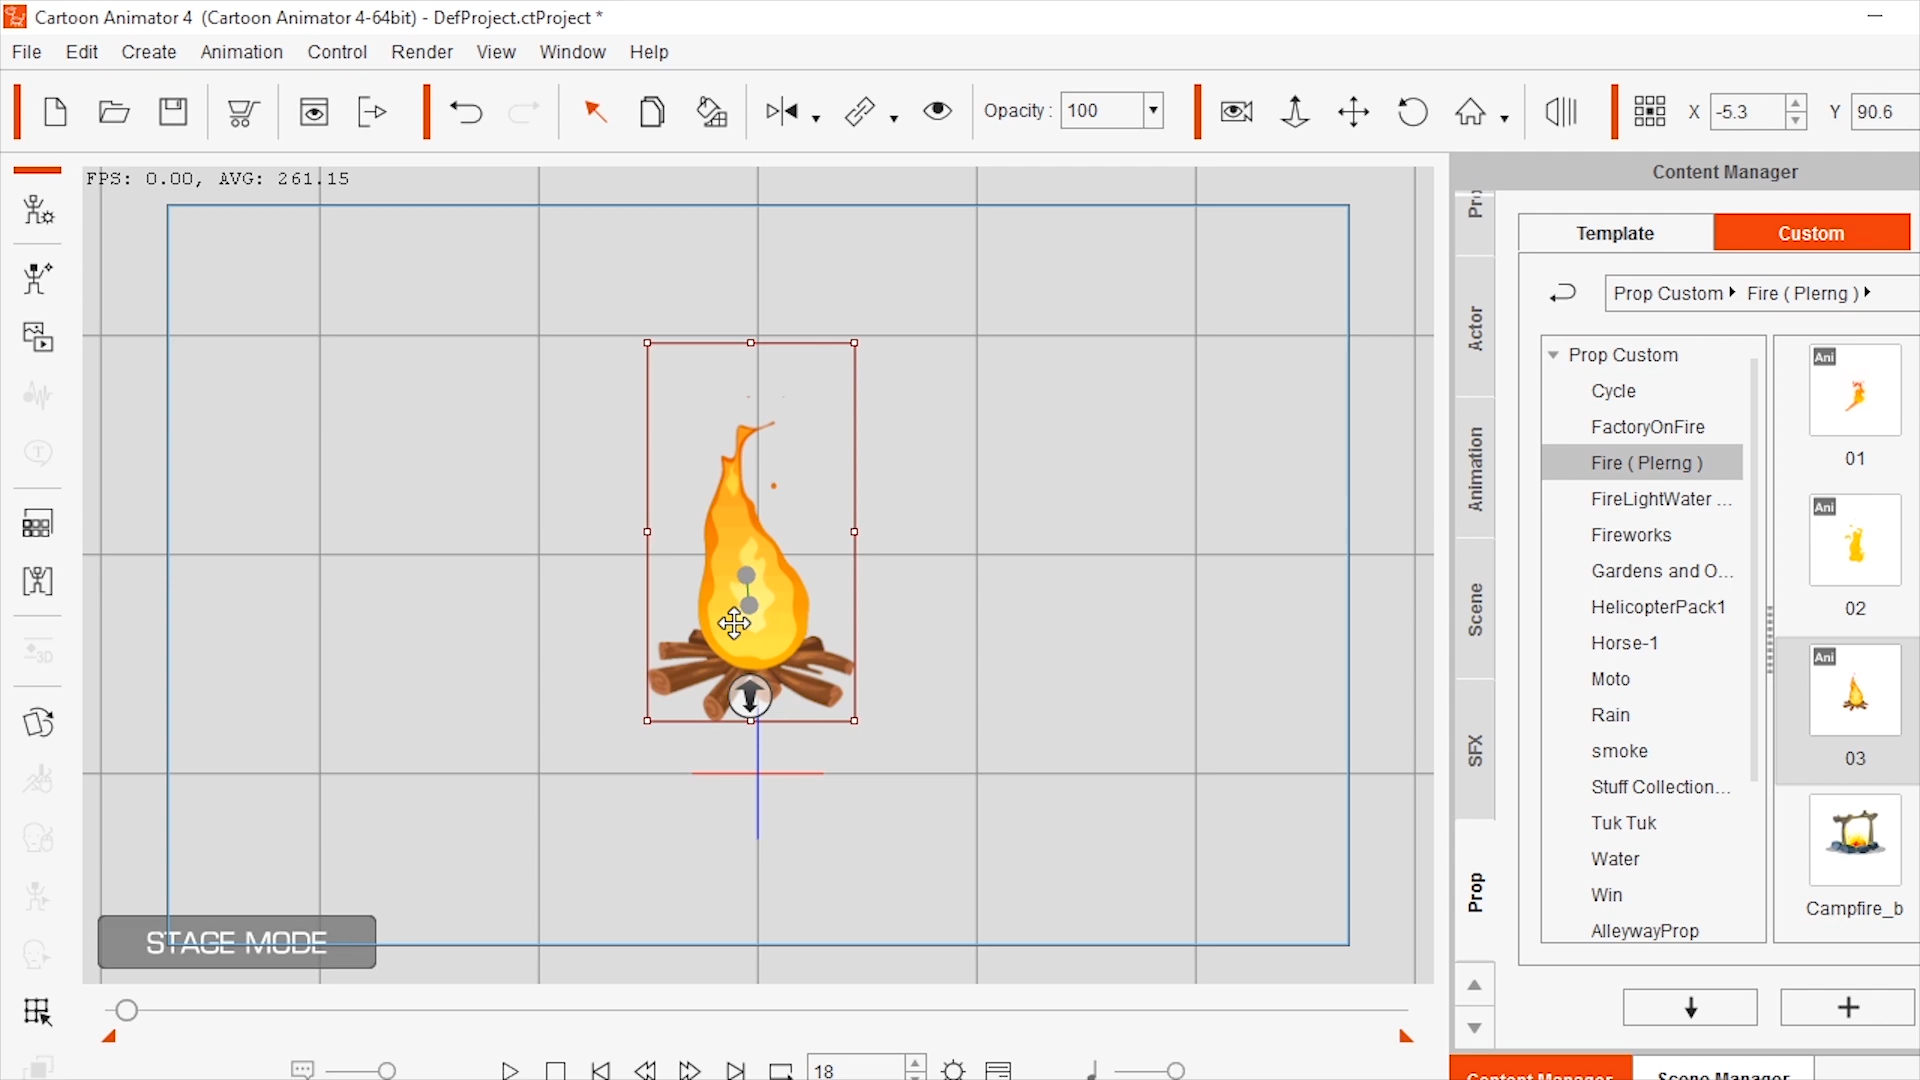 Cartoon Animator 4 (Cartoon Animator 4-64bit) - DefProject.ctProject *
File Edit Create Animation Control Render View Window Help
Opacity : 100 X -5.3 Y 90.6
FPS: 0.00, AVG: 261.15
Content Manager
Template Custom
Prop Custom Fire ( Plerng )
Actor
Animation
Scene
SFX
Prop
Prop Custom
Cycle
FactoryOnFire
Fire ( Plerng )
FireLightWater ...
Fireworks
Gardens and O...
HelicopterPack1
Horse-1
Moto
Rain
smoke
Stuff Collection...
Tuk Tuk
Water
Win
AlleywayProp
Ani
01
Ani
02
Ani
03
Campfire_b
STAGE MODE
18
Content Manager Scene Manager